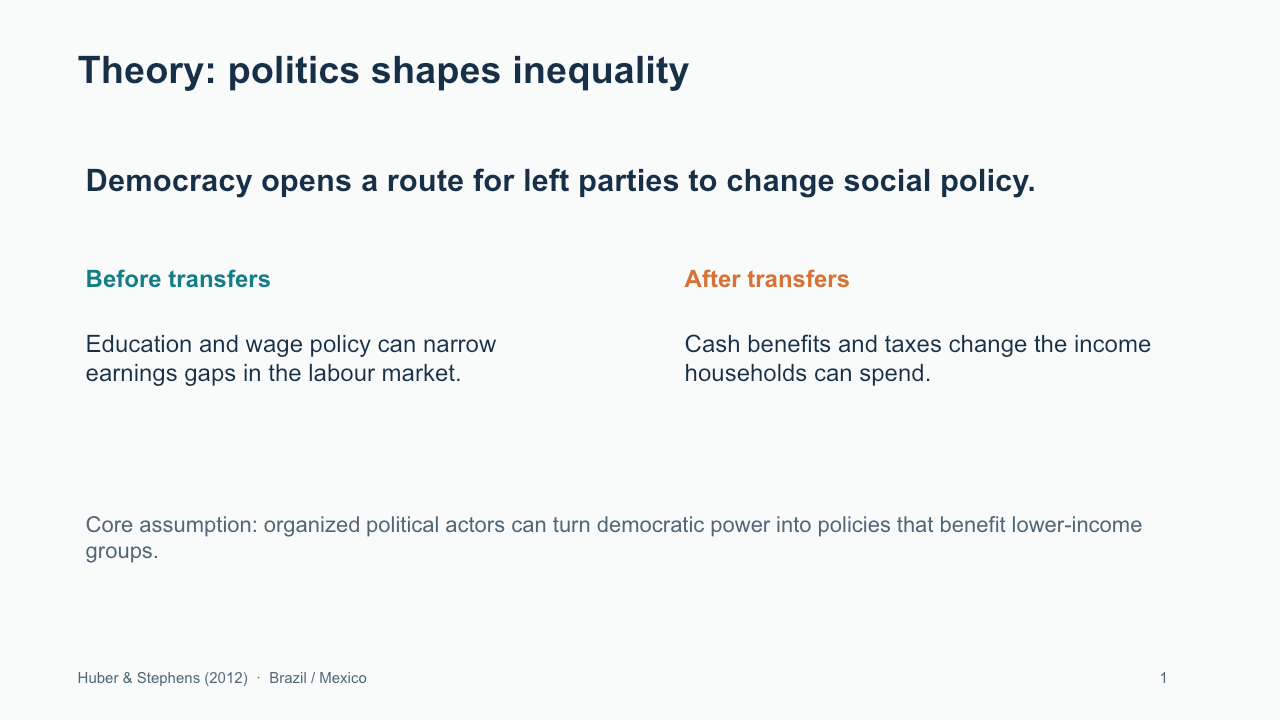 Theory: politics shapes inequality
Democracy opens a route for left parties to change social policy.
Before transfers
Education and wage policy can narrow
earnings gaps in the labour market.
After transfers
Cash benefits and taxes change the income
households can spend.
Core assumption: organized political actors can turn democratic power into policies that benefit lower-income
groups.
Huber & Stephens (2012) · Brazil / Mexico
1